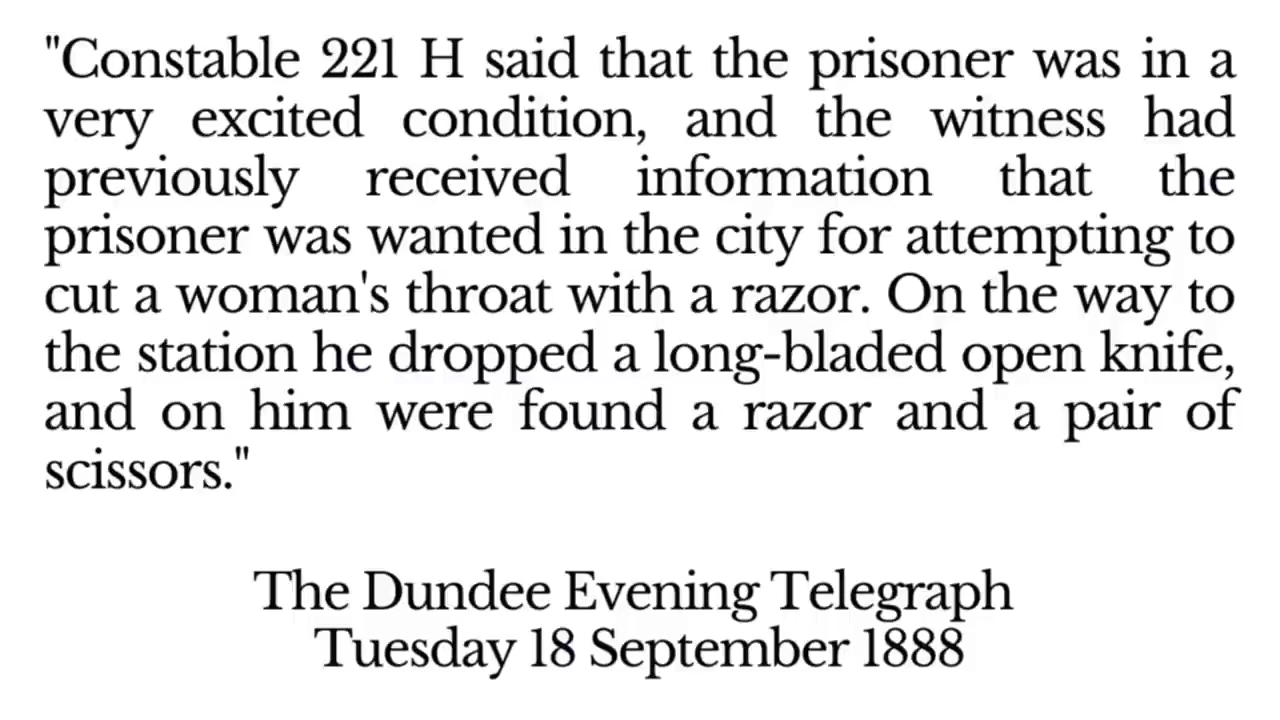 "Constable 221 H said that the prisoner was in a
very excited condition, and the witness had
previously received information that the
prisoner was wanted in the city for attempting to
cut a woman's throat with a razor. On the way to
the station he dropped a long-bladed open knife,
and on him were found a razor and a pair of
scissors."
The Dundee Evening Telegraph
Tuesday 18 September 1888